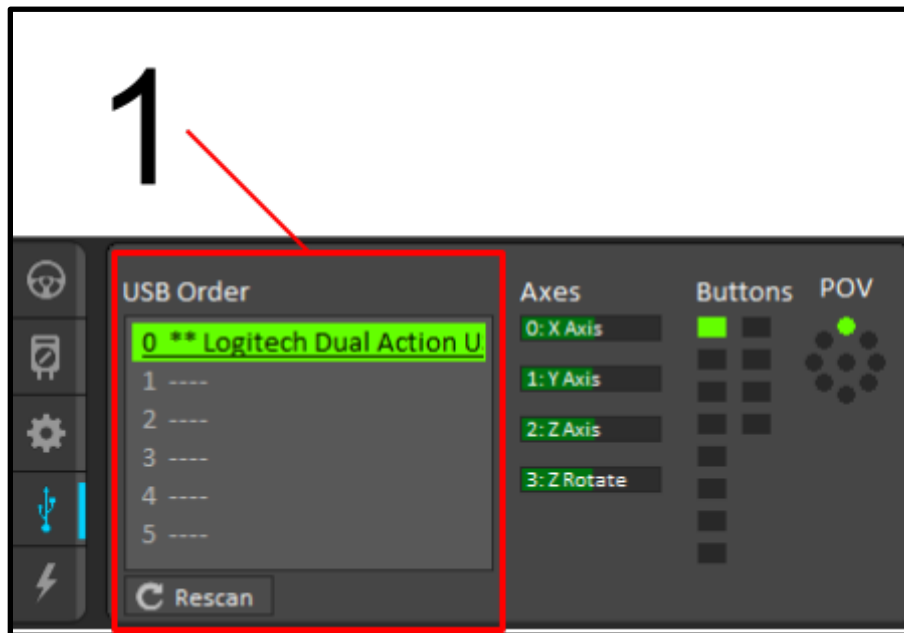 1
USB Order
0 ** Logitech Dual Action U
1 ----
2 ----
3 ----
4 ----
5 ----
Rescan
Axes
0: X Axis
1: Y Axis
2: Z Axis
3: Z Rotate
Buttons
POV